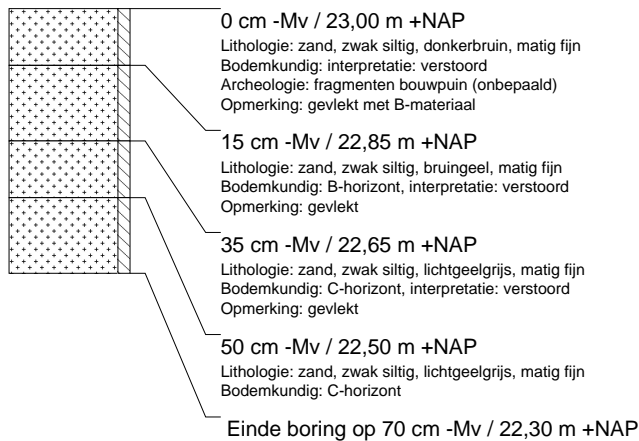 0 cm -Mv / 23,00 m +NAP
Lithologie: zand, zwak siltig, donkerbruin, matig fijn
Bodemkundig: interpretatie: verstoord
Archeologie: fragmenten bouwpuin (onbepaald)
Opmerking: gevlekt met B-materiaal
15 cm -Mv / 22,85 m +NAP
Lithologie: zand, zwak siltig, bruingeel, matig fijn
Bodemkundig: B-horizont, interpretatie: verstoord
Opmerking: gevlekt
35 cm -Mv / 22,65 m +NAP
Lithologie: zand, zwak siltig, lichtgeelgrijs, matig fijn
Bodemkundig: C-horizont, interpretatie: verstoord
Opmerking: gevlekt
50 cm -Mv / 22,50 m +NAP
Lithologie: zand, zwak siltig, lichtgeelgrijs, matig fijn
Bodemkundig: C-horizont
Einde boring op 70 cm -Mv / 22,30 m +NAP